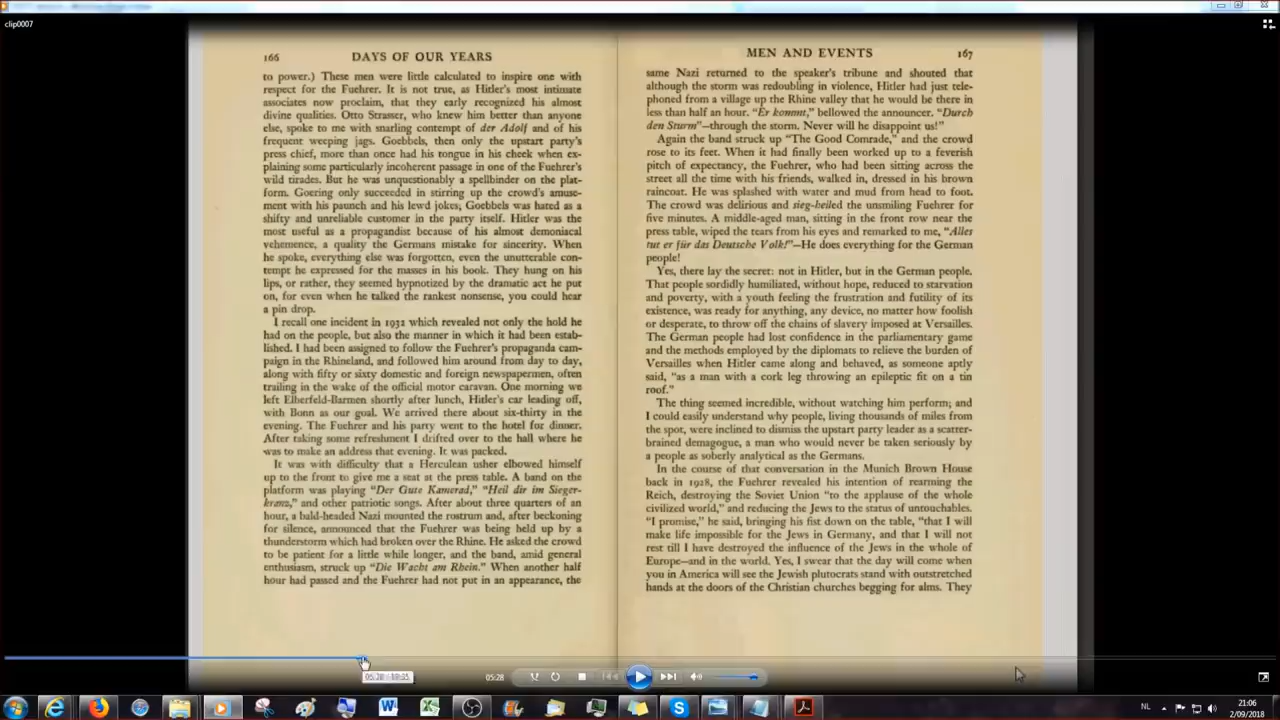 clip0007
166 DAYS OF OUR YEARS
to power.) These men were little calculated to inspire one with
respect for the Fuehrer. It is not true, as Hitler's most intimate
associates now proclaim, that they early recognized his almost
divine qualities. Otto Strasser, who knew him better than anyone
else, spoke to me with snarling contempt of der Adolf and of his
frequent weeping jags. Goebbels, then only the upstart party's
press chief, more than once had his tongue in his cheek when ex-
plaining some particularly incoherent passage in one of the Fuehrer's
wild tirades. But he was unquestionably a spellbinder on the plat-
form. Goering only succeeded in stirring up the crowd's amuse-
ment with his paunch and his lewd jokes; Goebbels was hated as a
shifty and unreliable customer in the party itself. Hitler was the
most useful as a propagandist because of his almost demoniacal
vehemence, a quality the Germans mistake for sincerity. When
he spoke, everything else was forgotten, even the unutterable con-
tempt he expressed for the masses in his book. They hung on his
lips, or rather, they seemed hypnotized by the dramatic act he put
on, for even when he talked the rankest nonsense, you could hear
a pin drop.
I recall one incident in 1932 which revealed not only the hold he
had on the people, but also the manner in which it had been estab-
lished. I had been assigned to follow the Fuehrer's propaganda cam-
paign in the Rhineland, and followed him around from day to day,
along with fifty or sixty domestic and foreign newspapermen, often
trailing in the wake of the official motor caravan. One morning we
left Elberfeld-Barmen shortly after lunch, Hitler's car leading off,
with Bonn as our goal. We arrived there about six-thirty in the
evening. The Fuehrer and his party went to the hotel for dinner.
After taking some refreshment I drifted over to the hall where he
was to make an address that evening. It was packed.
It was with difficulty that a Herculean usher elbowed himself
up to the front to give me a seat at the press table. A band on the
platform was playing "Der Gute Kamerad," "Heil dir im Sieger-
kranz," and other patriotic songs. After about three quarters of an
hour, a bald-headed Nazi mounted the rostrum and, after beckoning
for silence, announced that the Fuehrer was being held up by a
thunderstorm which had broken over the Rhine. He asked the crowd
to be patient for a little while longer, and the band, amid general
enthusiasm, struck up "Die Wacht am Rhein." When another half
hour had passed and the Fuehrer had not put in an appearance, the
MEN AND EVENTS 167
same Nazi returned to the speaker's tribune and shouted that
although the storm was redoubling in violence, Hitler had just tele-
phoned from a village up the Rhine valley that he would be there in
less than half an hour. "Er kommt," bellowed the announcer. "Durch
den Sturm"—through the storm. Never will he disappoint us!"
Again the band struck up "The Good Comrade," and the crowd
rose to its feet. When it had finally been worked up to a feverish
pitch of expectancy, the Fuehrer, who had been sitting across the
street all the time with his friends, walked in, dressed in his brown
raincoat. He was splashed with water and mud from head to foot.
The crowd was delirious and sieg-heiled the unsmiling Fuehrer for
five minutes. A middle-aged man, sitting in the front row near the
press table, wiped the tears from his eyes and remarked to me, "Alles
tut er für das Deutsche Volk!"—He does everything for the German
people!
Yes, there lay the secret: not in Hitler, but in the German people.
That people sordidly humiliated, without hope, reduced to starvation
and poverty, with a youth feeling the frustration and futility of its
existence, was ready for anything, any device, no matter how foolish
or desperate, to throw off the chains of slavery imposed at Versailles.
The German people had lost confidence in the parliamentary game
and the methods employed by the diplomats to relieve the burden of
Versailles when Hitler came along and behaved, as someone aptly
said, "as a man with a cork leg throwing an epileptic fit on a tin
roof."
The thing seemed incredible, without watching him perform; and
I could easily understand why people, living thousands of miles from
the spot, were inclined to dismiss the upstart party leader as a scatter-
brained demagogue, a man who would never be taken seriously by
a people as soberly analytical as the Germans.
In the course of that conversation in the Munich Brown House
back in 1928, the Fuehrer revealed his intention of rearming the
Reich, destroying the Soviet Union "to the applause of the whole
civilized world," and reducing the Jews to the status of untouchables.
"I promise," he said, bringing his fist down on the table, "that I will
make life impossible for the Jews in Germany, and that I will not
rest till I have destroyed the influence of the Jews in the whole of
Europe—and in the world. Yes, I swear that the day will come when
you in America will see the Jewish plutocrats stand with outstretched
hands at the doors of the Christian churches begging for alms. They
05:28
NL
21:06
2/09/2018